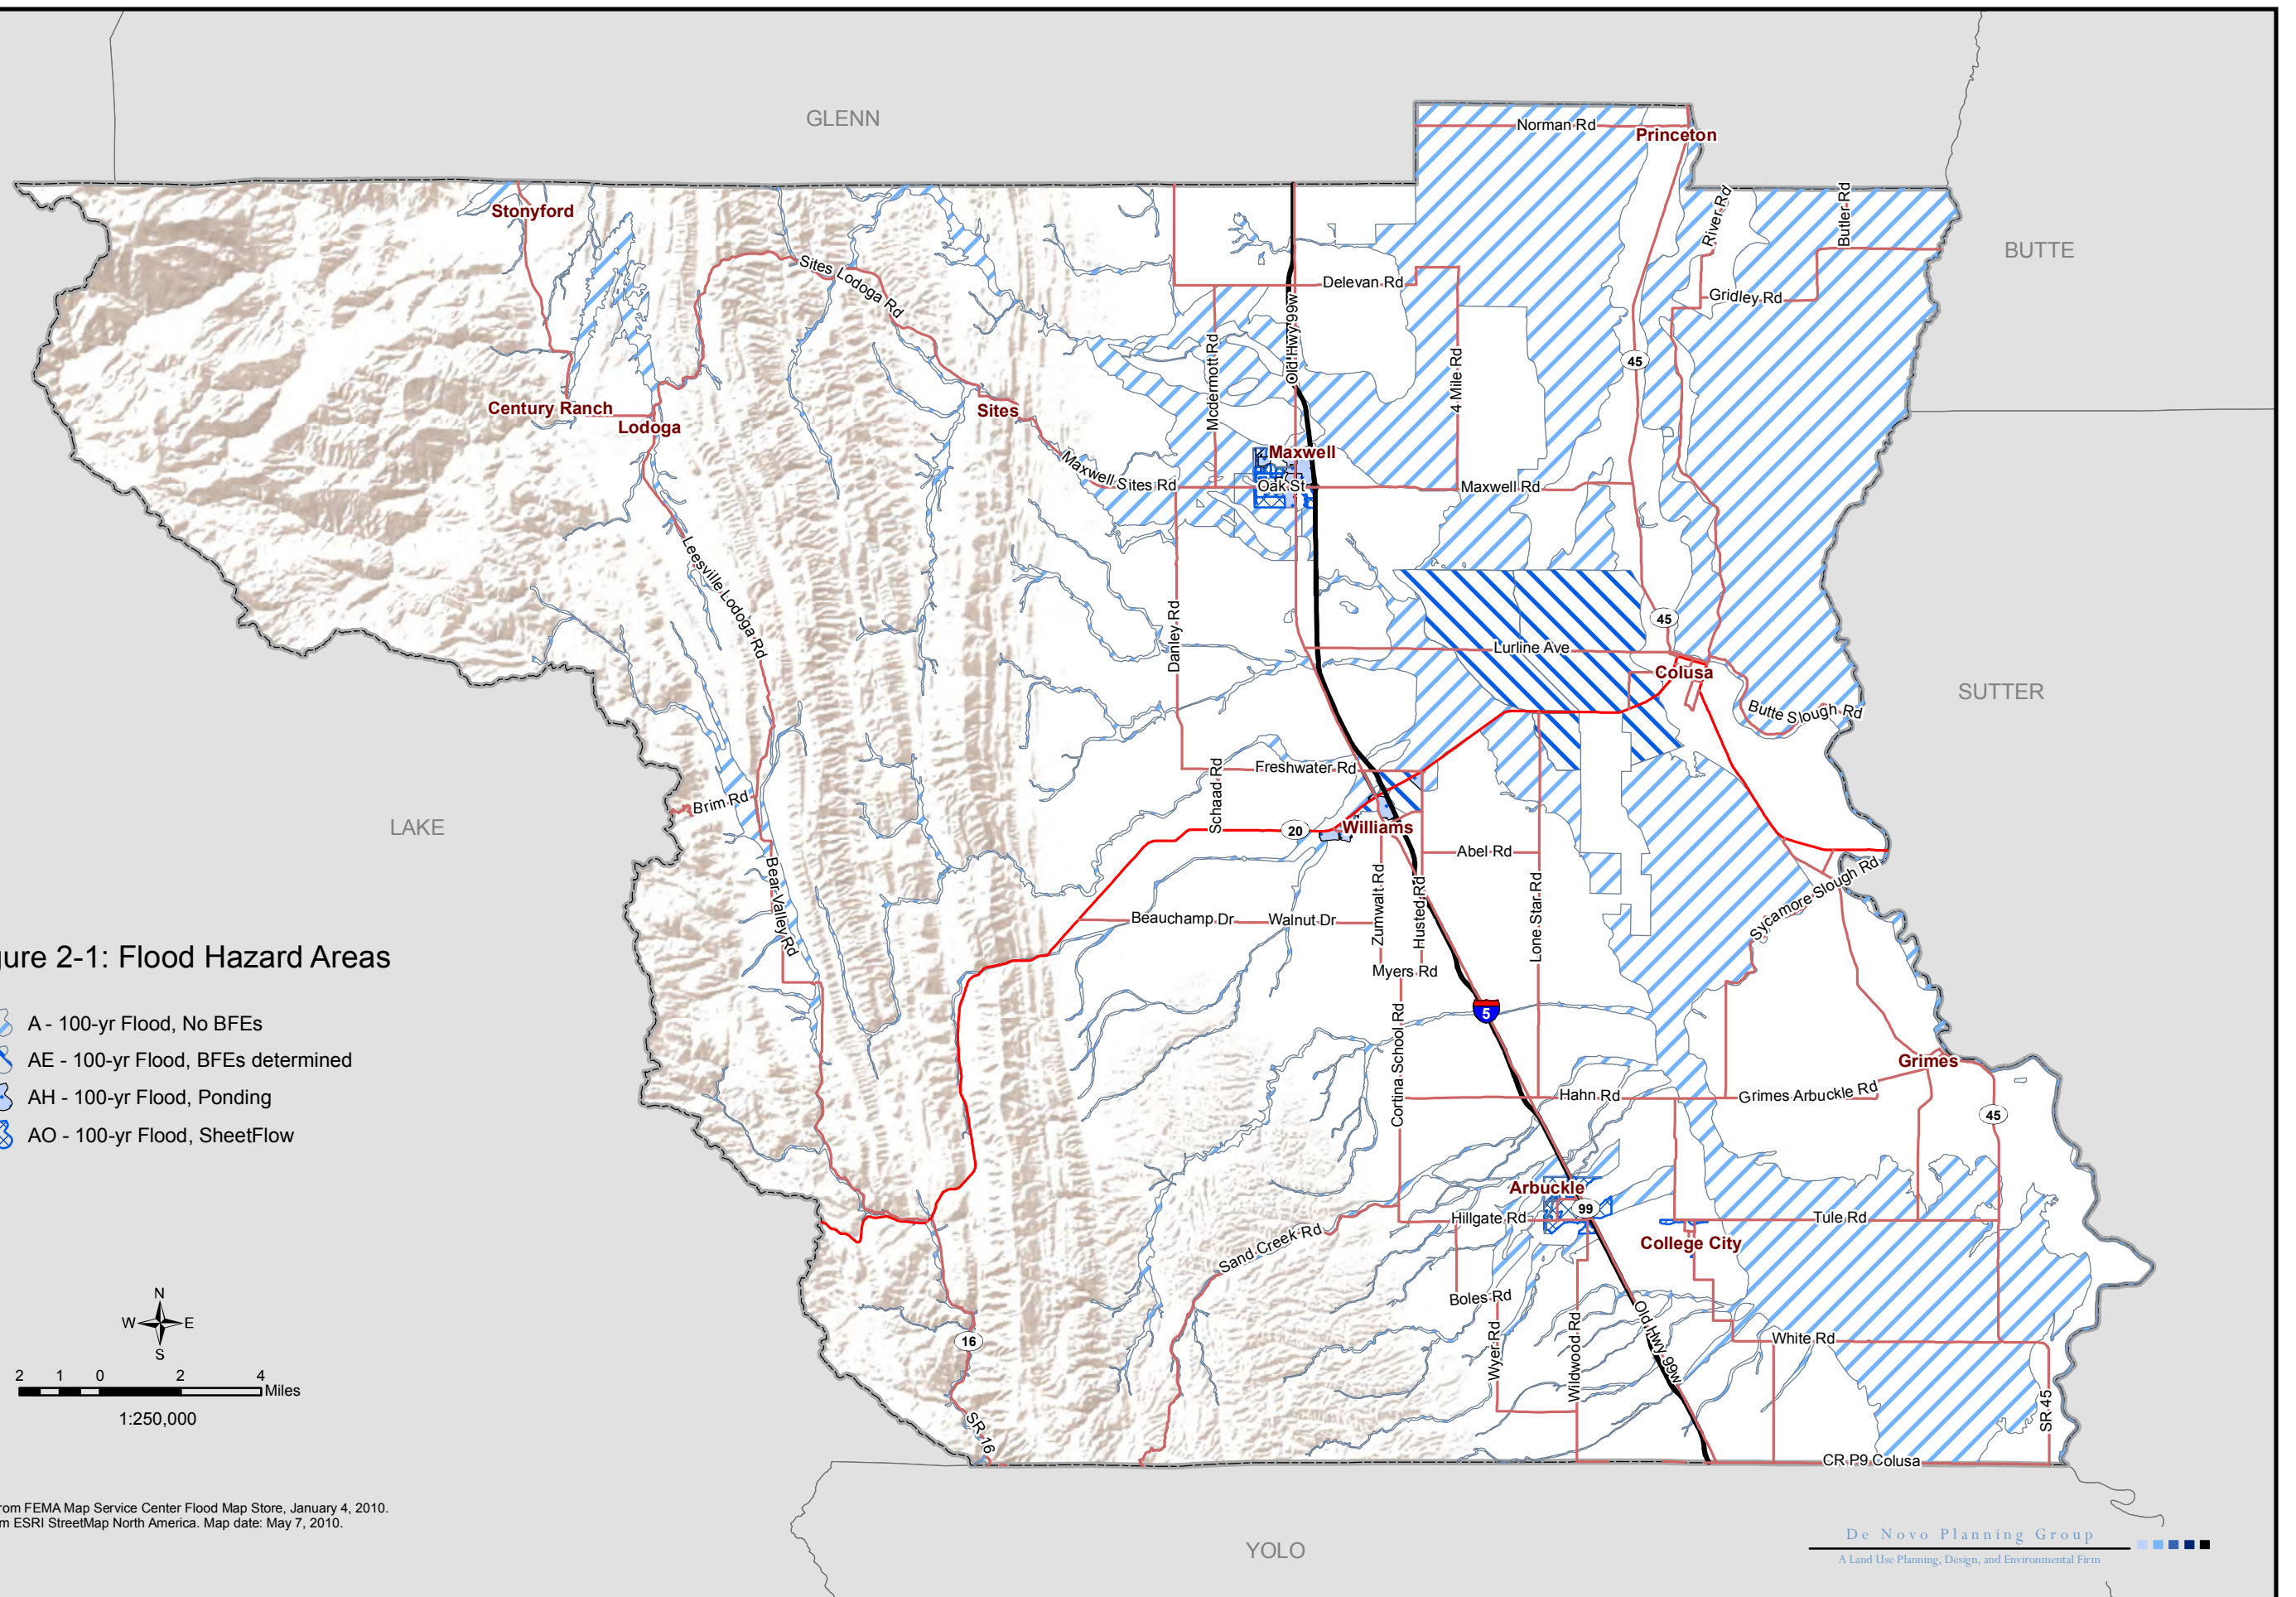 GLENN
Norman Rd
Princeton
Stonyford
River Rd
Butler Rd
BUTTE
Sites Lodoga Rd
Delevan Rd
Gridley Rd
Old Hwy 99w
Mcdermott Rd
4 Mile Rd
45
Century Ranch
Lodoga
Sites
Maxwell
Maxwell Sites Rd
Oak St
Maxwell Rd
Leesville Lodoga Rd
Danley Rd
45
Lurline Ave
Colusa
SUTTER
Butte Slough Rd
Freshwater Rd
Schaad Rd
Brim Rd
LAKE
20
Williams
Abel Rd
Bear Valley Rd
Zumwalt Rd
Husted Rd
Lone Star Rd
Sycamore Slough Rd
Beauchamp Dr
Walnut Dr
Myers Rd
gure 2-1: Flood Hazard Areas
5
A - 100-yr Flood, No BFEs
AE - 100-yr Flood, BFEs determined
AH - 100-yr Flood, Ponding
AO - 100-yr Flood, SheetFlow
Cortina School Rd
Grimes
Hahn Rd
Grimes Arbuckle Rd
45
Arbuckle
99
Hillgate Rd
Tule Rd
Sand Creek Rd
College City
Boles Rd
N
W
E
S
16
Wyer Rd
Wildwood Rd
Old Hwy 99w
White Rd
2 1 0 2 4
Miles
1:250,000
SR 16
SR 45
CR P9 Colusa
rom FEMA Map Service Center Flood Map Store, January 4, 2010.
m ESRI StreetMap North America. Map date: May 7, 2010.
YOLO
De Novo Planning Group
A Land Use Planning, Design, and Environmental Firm